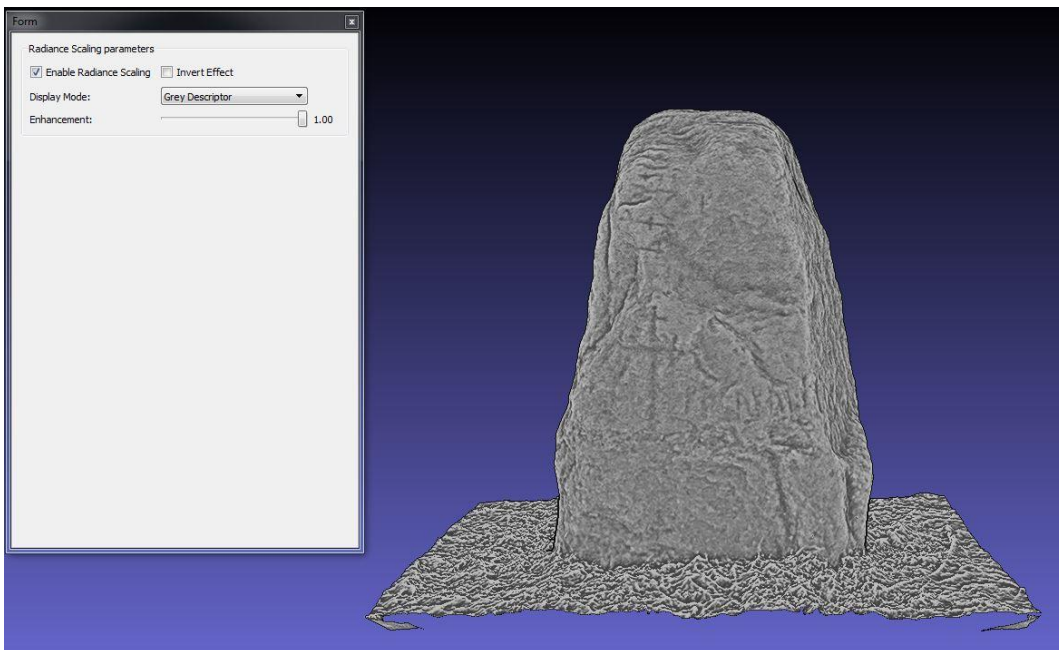 Form
Radiance Scaling parameters
Enable Radiance Scaling Invert Effect
Display Mode: Grey Descriptor
Enhancement: 1.00